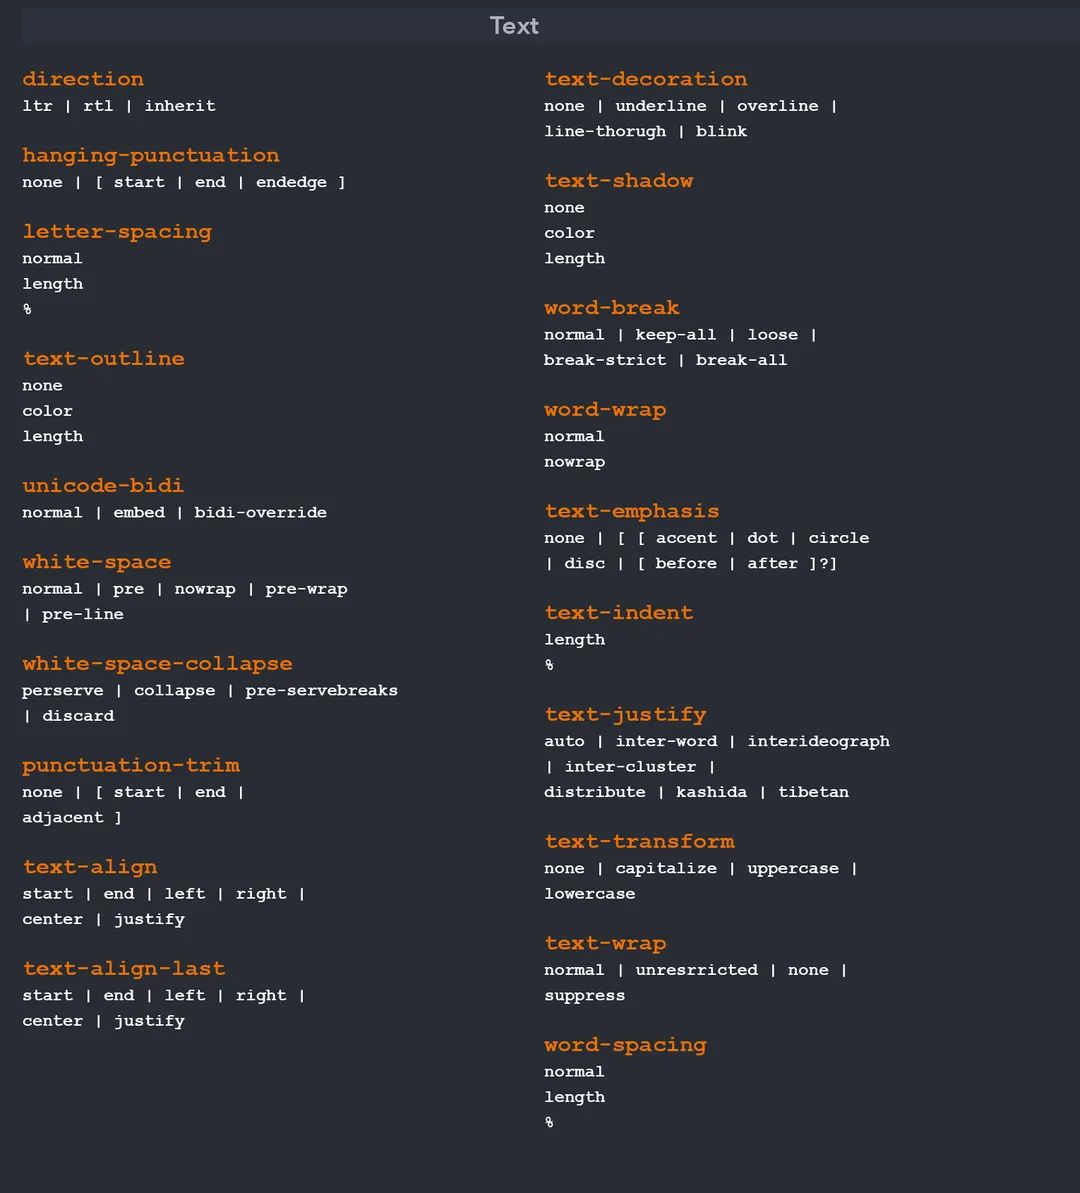 Text
direction
ltr | rtl | inherit
hanging-punctuation
none | [ start | end | endedge ]
letter-spacing
normal
length
%
text-outline
none
color
length
unicode-bidi
normal | embed | bidi-override
white-space
normal | pre | nowrap | pre-wrap
| pre-line
white-space-collapse
perserve | collapse | pre-servebreaks
| discard
punctuation-trim
none | [ start | end |
adjacent ]
text-align
start | end | left | right |
center | justify
text-align-last
start | end | left | right |
center | justify
text-decoration
none | underline | overline |
line-thorugh | blink
text-shadow
none
color
length
word-break
normal | keep-all | loose |
break-strict | break-all
word-wrap
normal
nowrap
text-emphasis
none | [ [ accent | dot | circle
| disc | [ before | after ]?]
text-indent
length
%
text-justify
auto | inter-word | interideograph
| inter-cluster |
distribute | kashida | tibetan
text-transform
none | capitalize | uppercase |
lowercase
text-wrap
normal | unresrricted | none |
suppress
word-spacing
normal
length
%